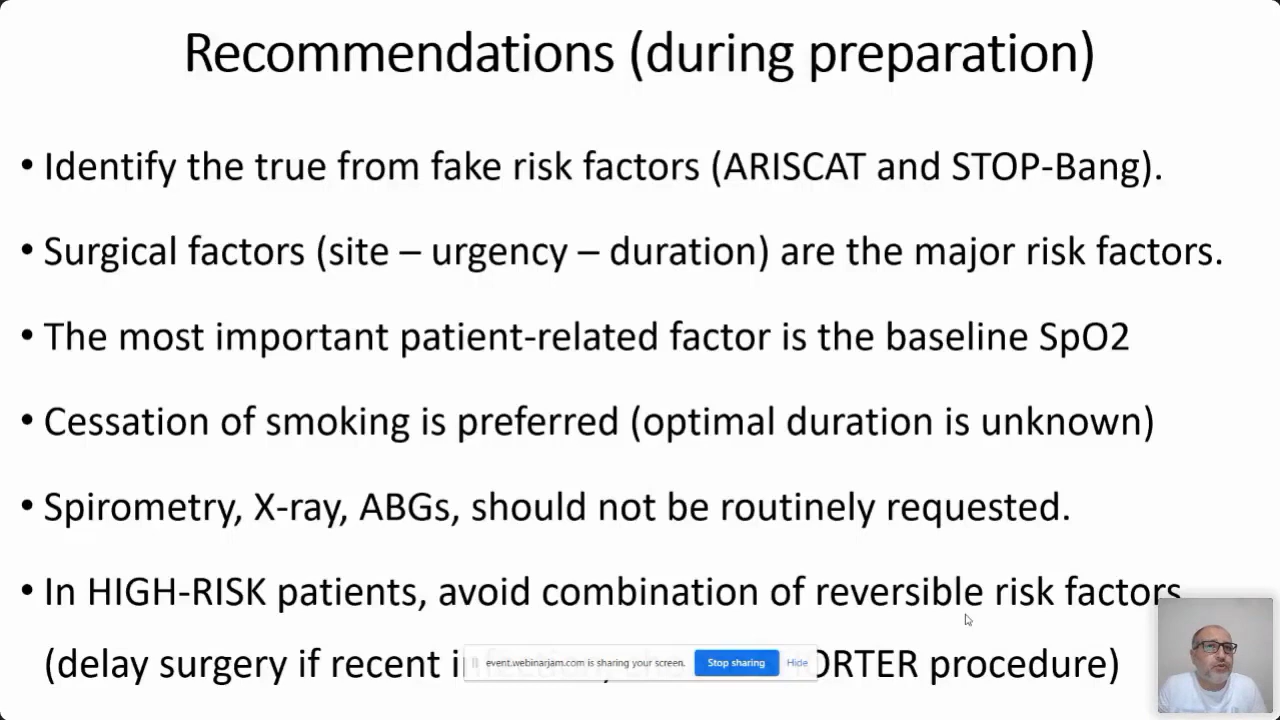 Recommendations (during preparation)
• Identify the true from fake risk factors (ARISCAT and STOP-Bang).
• Surgical factors (site – urgency – duration) are the major risk factors.
• The most important patient-related factor is the baseline SpO2
• Cessation of smoking is preferred (optimal duration is unknown)
• Spirometry, X-ray, ABGs, should not be routinely requested.
• In HIGH-RISK patients, avoid combination of reversible risk factors
(delay surgery if recent procedure)
event.webinarjam.com is sharing your screen. Stop sharing Hide